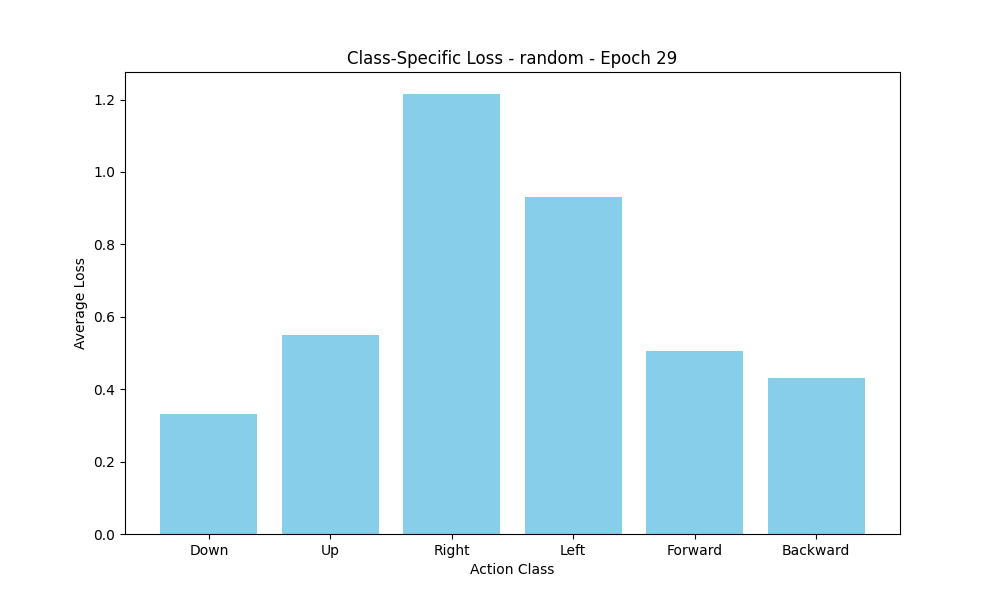 Class-Specific Loss - random - Epoch 29
1.2
1.0
0.8
0.6
0.4
0.2
0.0
Average Loss
Down Up Right Left Forward Backward
Action Class